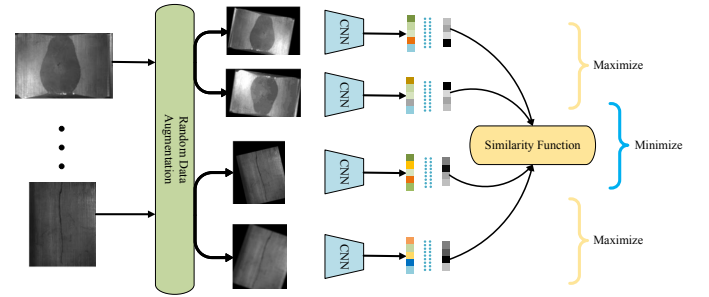 Random Data
Augmentation
CNN
CNN
CNN
CNN
Similarity Function
Maximize
Minimize
Maximize